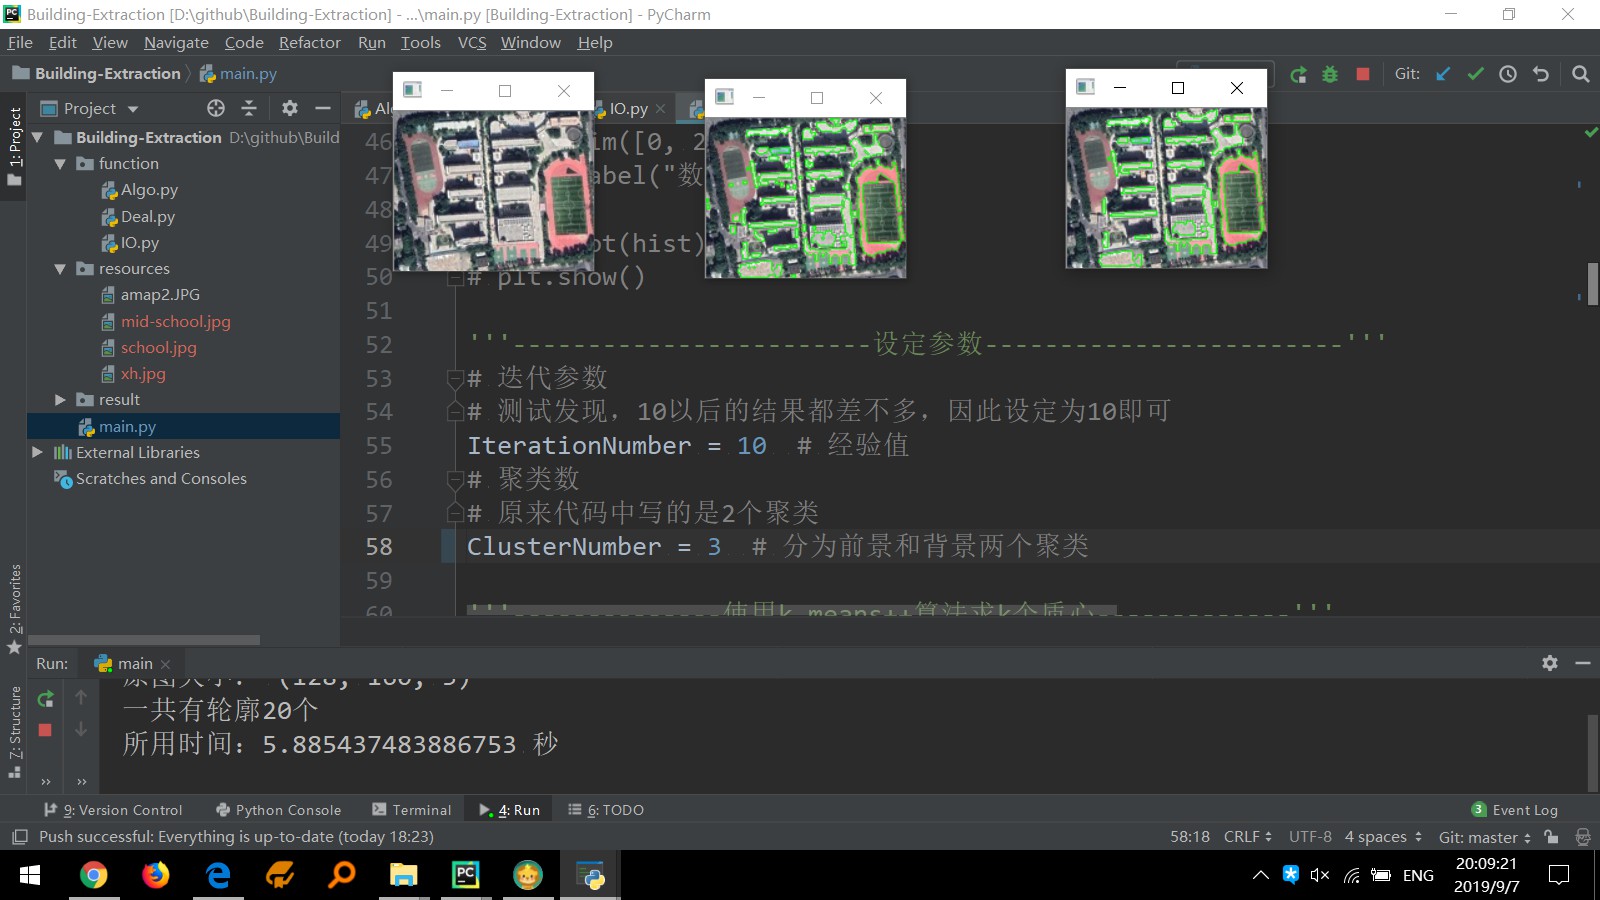 Building-Extraction [D:\github\Building-Extraction] - ...\main.py [Building-Extraction] - PyCharm
File Edit View Navigate Code Refactor Run Tools VCS Window Help
Building-Extraction main.py Git:
Project IO.py
1: Project
Building-Extraction D:\github\Build
function
Algo.py
Deal.py
IO.py
resources
amap2.JPG
mid-school.jpg
school.jpg
xh.jpg
result
main.py
External Libraries
Scratches and Consoles
46 im([0, 2
47 abel("数
48
49 ot(hist)
50 # plt.show()
51
52 '''------------------------设定参数------------------------'''
53 # 迭代参数
54 # 测试发现，10以后的结果都差不多，因此设定为10即可
55 IterationNumber = 10  # 经验值
56 # 聚类数
57 # 原来代码中写的是2个聚类
58 ClusterNumber = 3  # 分为前景和背景两个聚类
59
60 '''--------------使用k-means++算法求k个质心-------------'''
2: Favorites
7: Structure
Run: main
原图大小： (128, 160, 3)
一共有轮廓20个
所用时间：5.885437483886753 秒
9: Version Control Python Console Terminal 4: Run 6: TODO 3 Event Log
Push successful: Everything is up-to-date (today 18:23) 58:18 CRLF UTF-8 4 spaces Git: master
ENG
20:09:21
2019/9/7